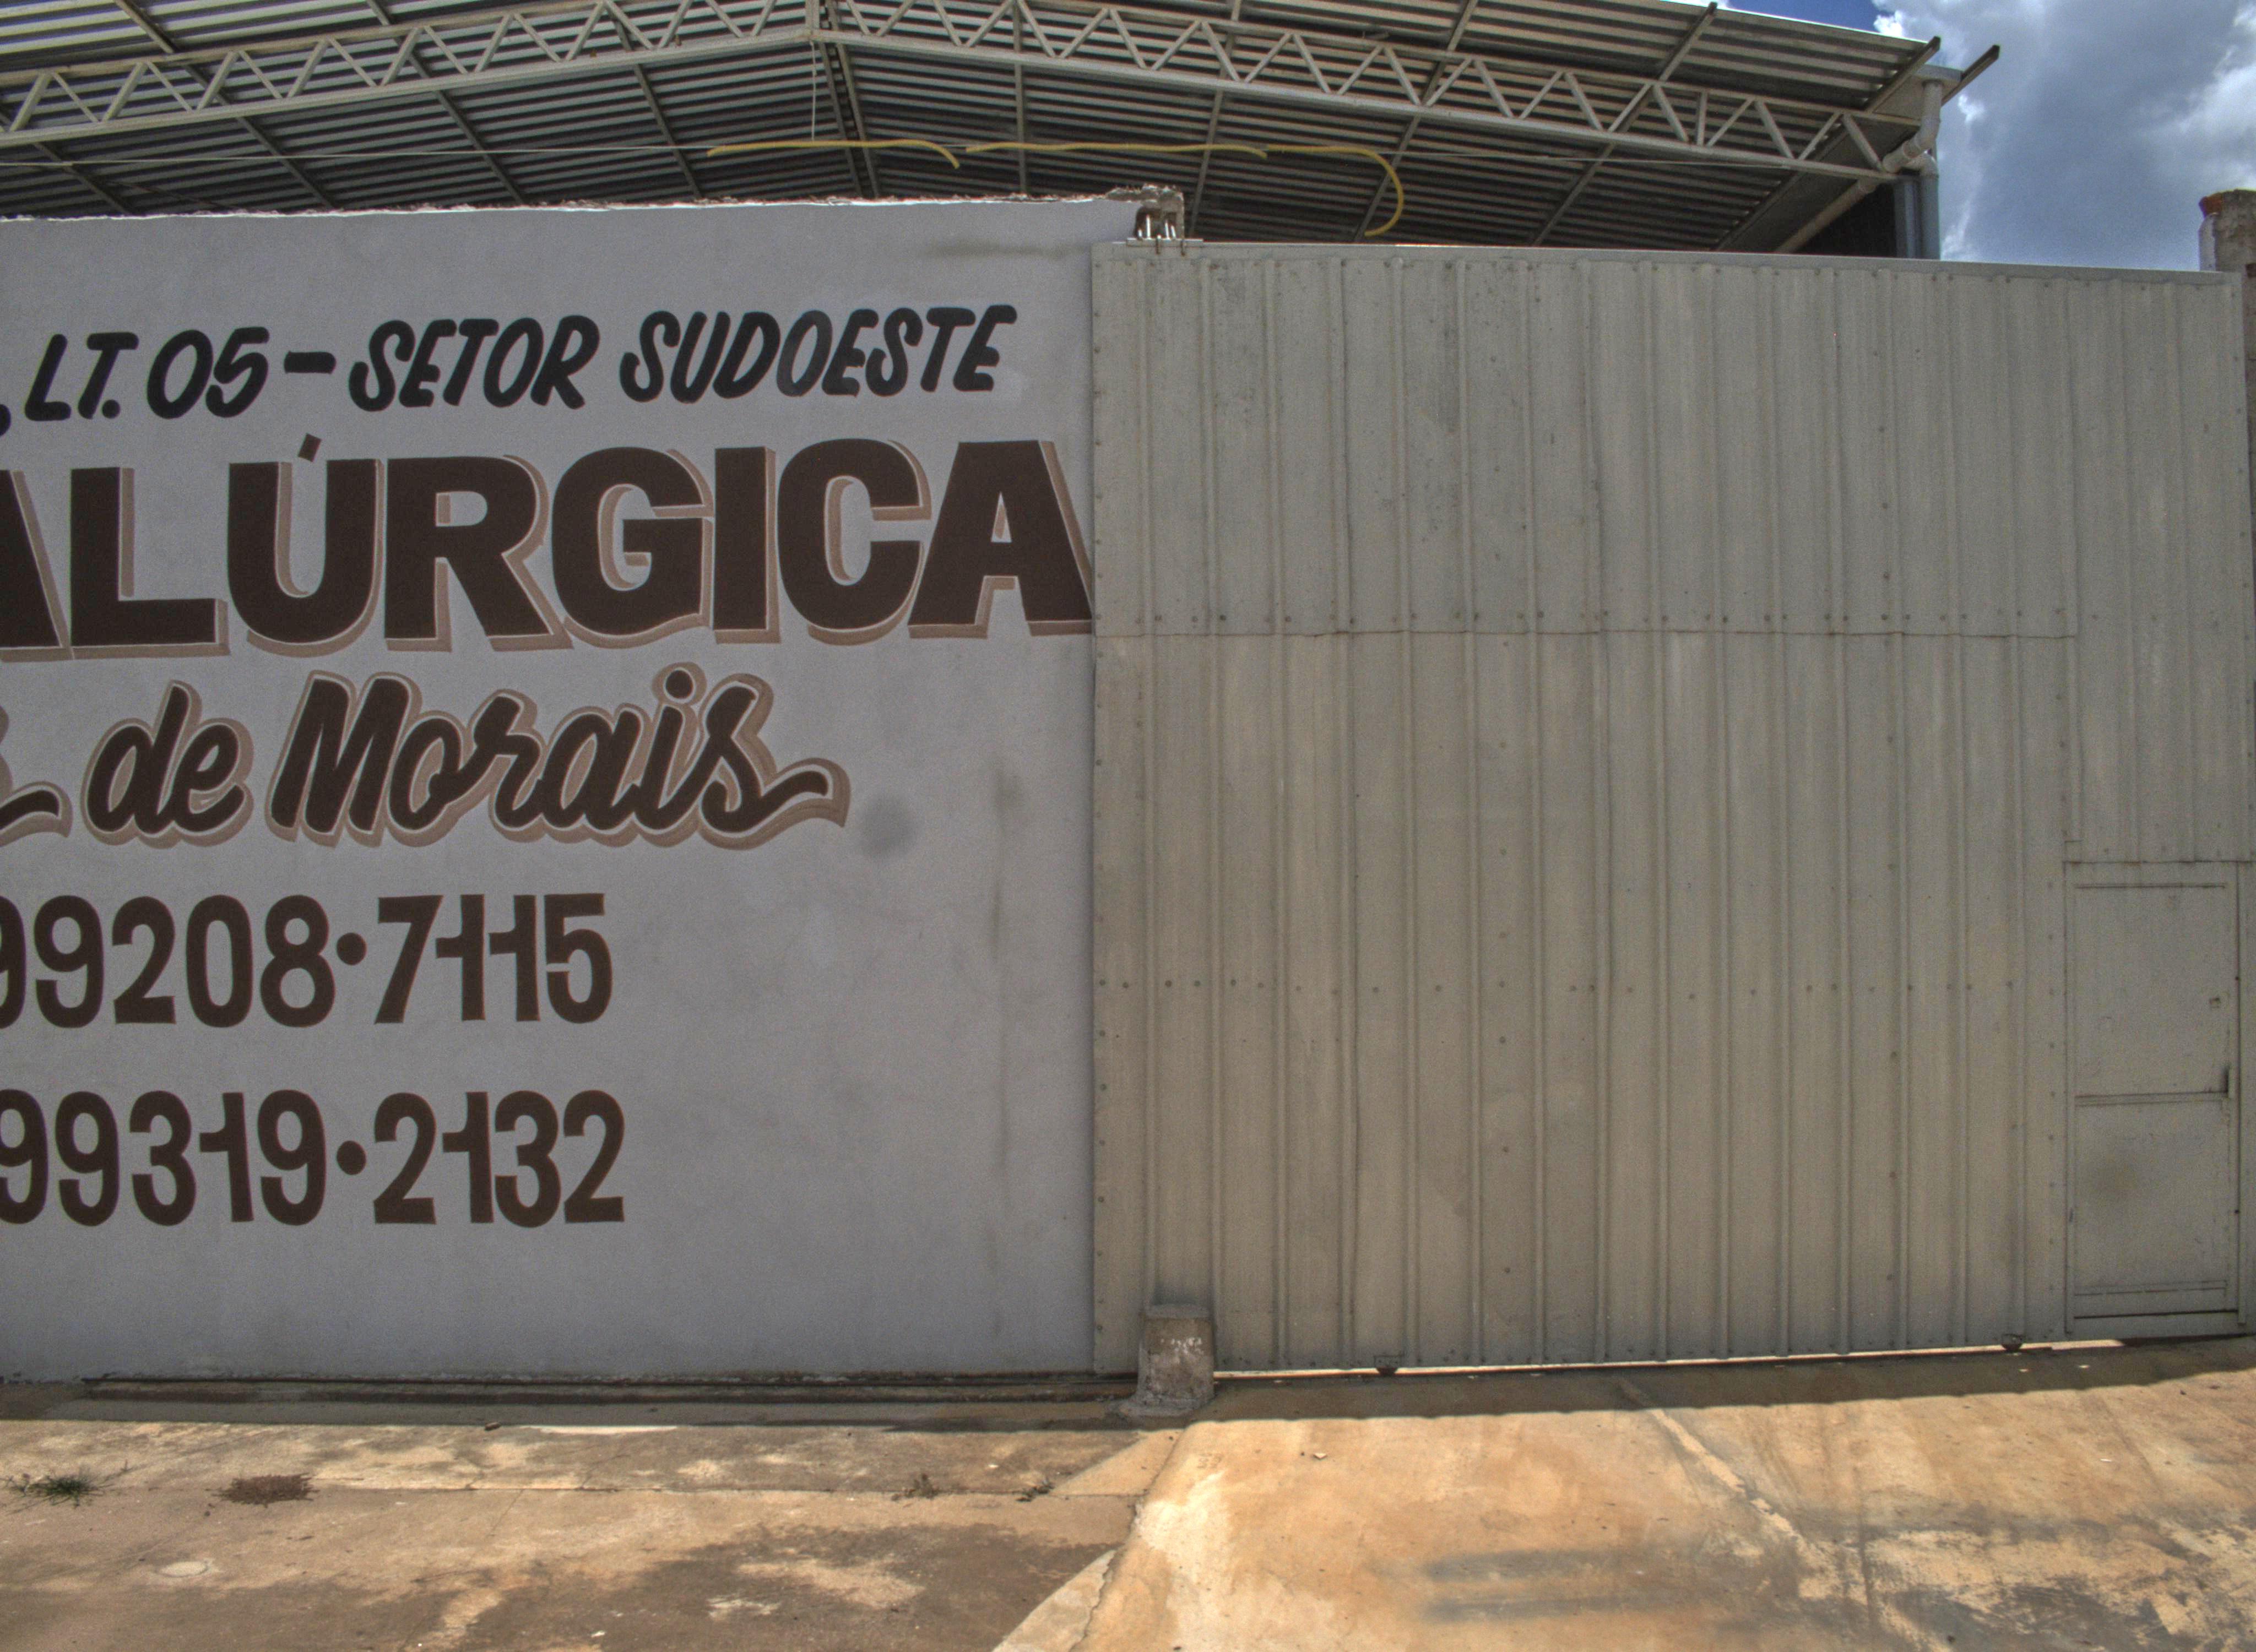 , LT. 05 - SETOR SUDOESTE
ALÚRGICA
de Morais
99208·7115
99319·2132